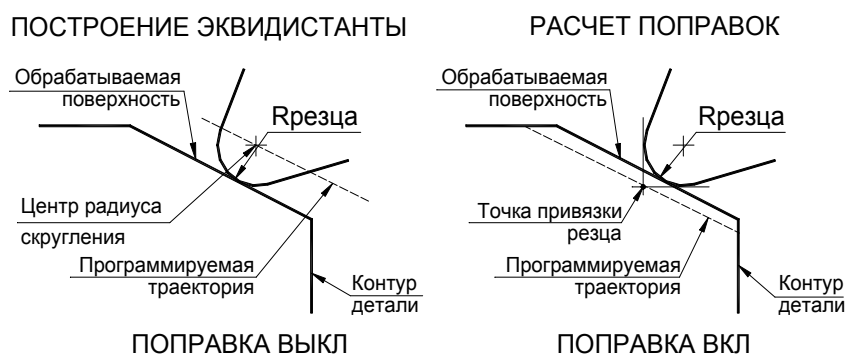 ПОСТРОЕНИЕ ЭКВИДИСТАНТЫ
Обрабатываемая
поверхность
Rрезца
Центр радиуса
скругления
Программируемая
траектория
Контур
детали
ПОПРАВКА ВЫКЛ
РАСЧЕТ ПОПРАВОК
Обрабатываемая
поверхность
Rрезца
Точка привязки
резца
Программируемая
траектория
Контур
детали
ПОПРАВКА ВКЛ